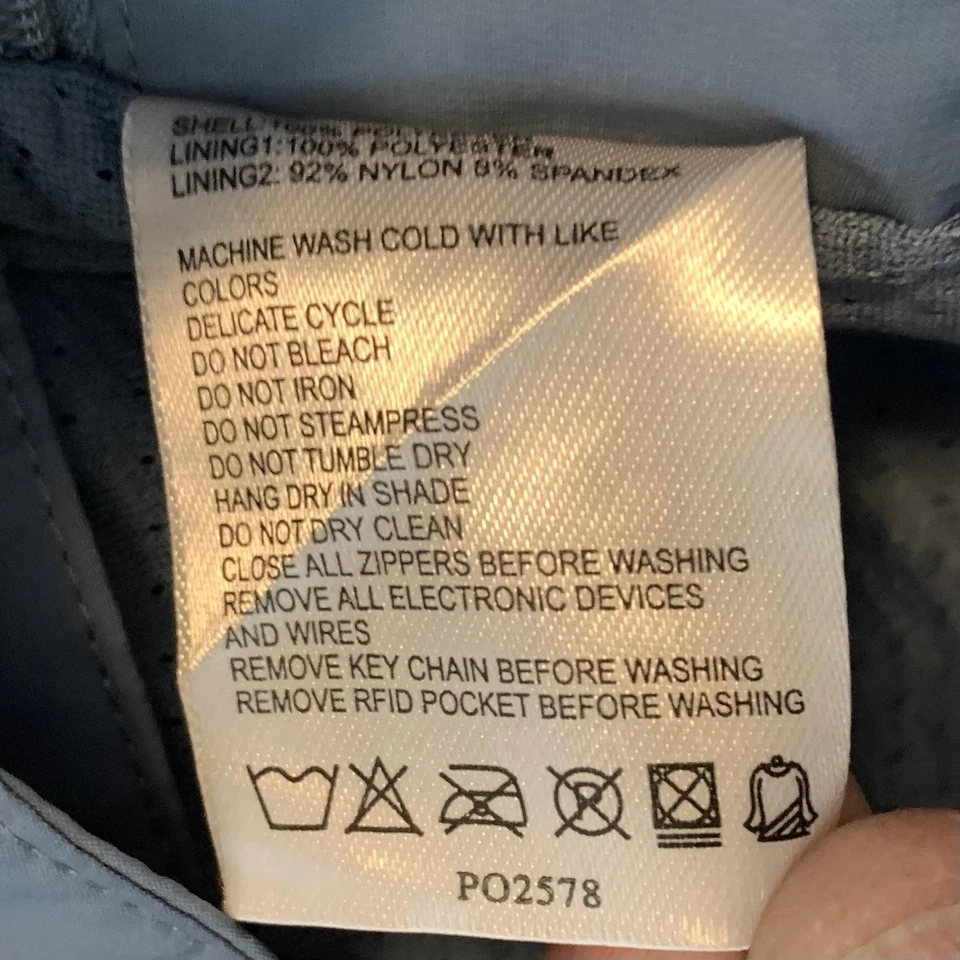 SHELL: 100% POLYESTER
LINING1:100% POLYESTER
LINING2: 92% NYLON 8% SPANDEX
MACHINE WASH COLD WITH LIKE
COLORS
DELICATE CYCLE
DO NOT BLEACH
DO NOT IRON
DO NOT STEAMPRESS
DO NOT TUMBLE DRY
HANG DRY IN SHADE
DO NOT DRY CLEAN
CLOSE ALL ZIPPERS BEFORE WASHING
REMOVE ALL ELECTRONIC DEVICES
AND WIRES
REMOVE KEY CHAIN BEFORE WASHING
REMOVE RFID POCKET BEFORE WASHING
PO2578